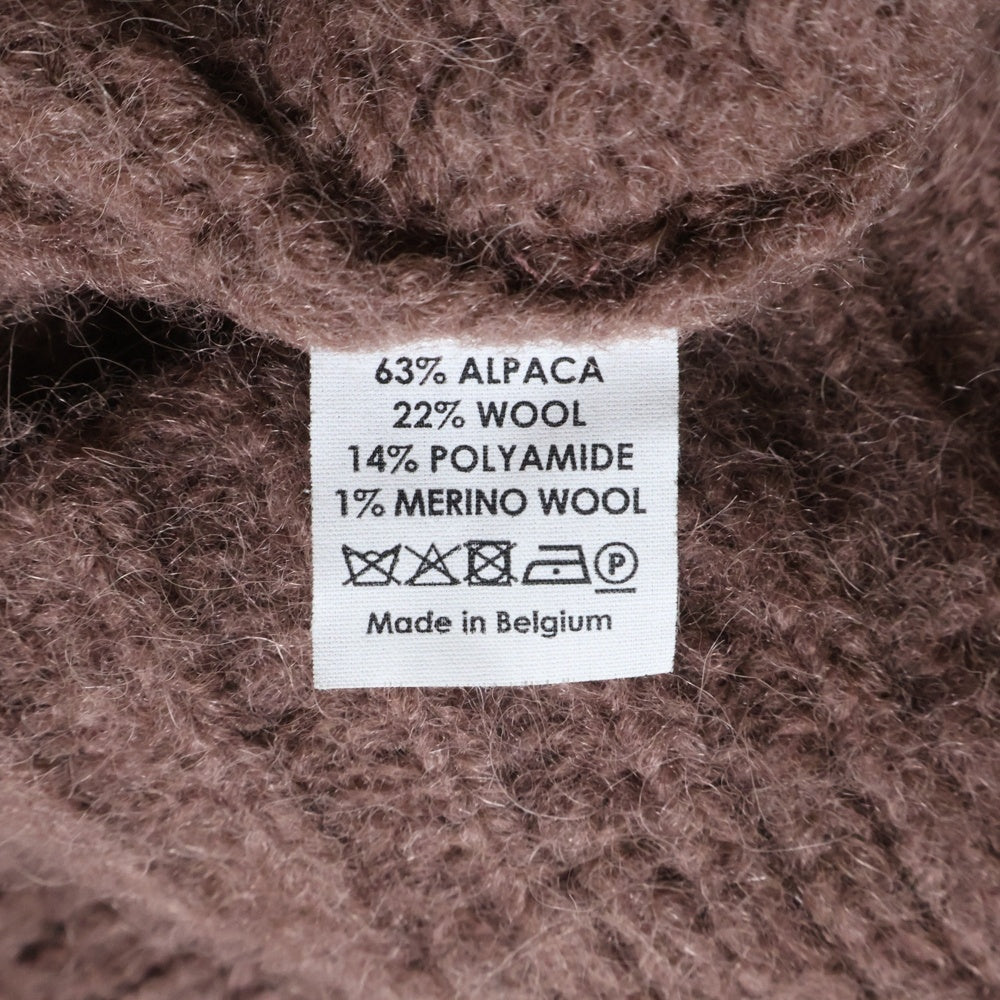 63% ALPACA
22% WOOL
14% POLYAMIDE
1% MERINO WOOL
P
Made in Belgium